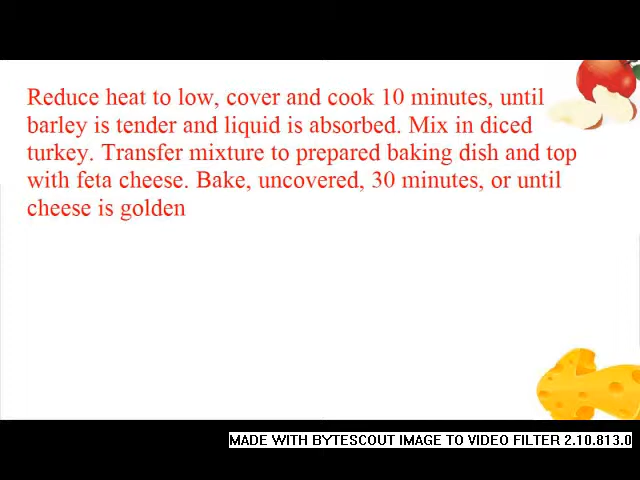 Reduce heat to low, cover and cook 10 minutes, until
barley is tender and liquid is absorbed. Mix in diced
turkey. Transfer mixture to prepared baking dish and top
with feta cheese. Bake, uncovered, 30 minutes, or until
cheese is golden
MADE WITH BYTESCOUT IMAGE TO VIDEO FILTER 2.10.813.0